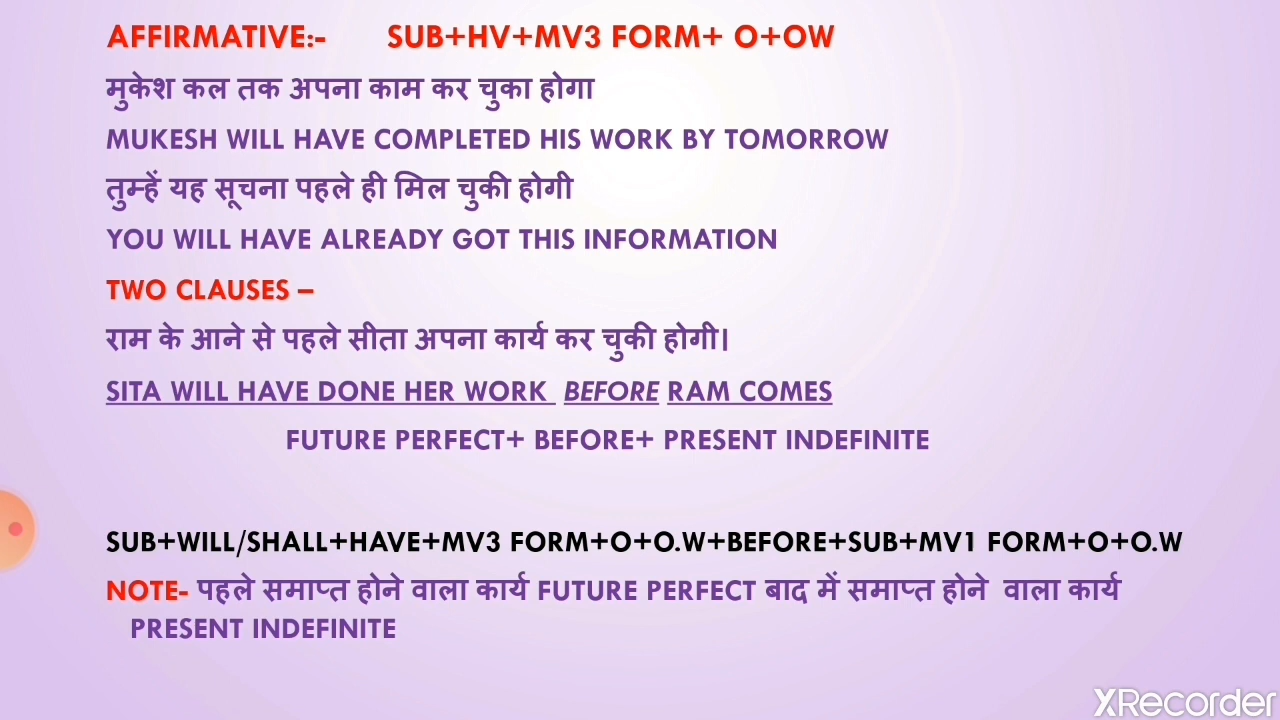 AFFIRMATIVE:- SUB+HV+MV3 FORM+ O+OW
मुकेश कल तक अपना काम कर चुका होगा
MUKESH WILL HAVE COMPLETED HIS WORK BY TOMORROW
तुम्हें यह सूचना पहले ही मिल चुकी होगी
YOU WILL HAVE ALREADY GOT THIS INFORMATION
TWO CLAUSES –
राम के आने से पहले सीता अपना कार्य कर चुकी होगी।
SITA WILL HAVE DONE HER WORK BEFORE RAM COMES
FUTURE PERFECT+ BEFORE+ PRESENT INDEFINITE
SUB+WILL/SHALL+HAVE+MV3 FORM+O+O.W+BEFORE+SUB+MV1 FORM+O+O.W
NOTE- पहले समाप्त होने वाला कार्य FUTURE PERFECT बाद में समाप्त होने वाला कार्य
PRESENT INDEFINITE
XRecorder